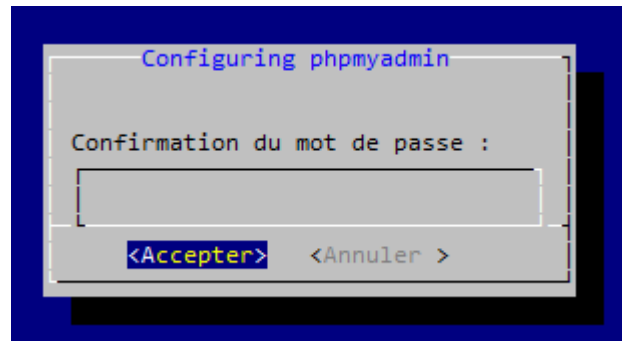 Configuring phpmyadmin
Confirmation du mot de passe :
<Accepter> <Annuler >